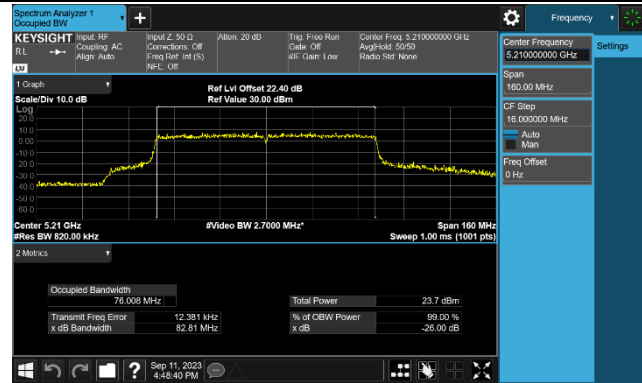 Spectrum Analyzer 1
Occupied BW
Frequency
KEYSIGHT
RL
Input: RF
Coupling: AC
Align: Auto
Input Z: 50 Ω
Corrections: Off
Freq Ref: Int (S)
NFE: Off
Atten: 20 dB
Trig: Free Run
Gate: Off
#IF Gain: Low
Center Freq: 5.210000000 GHz
Avg|Hold: 50/50
Radio Std: None
LXI
Center Frequency
5.210000000 GHz
Settings
Span
160.00 MHz
CF Step
16.000000 MHz
Auto
Man
Freq Offset
0 Hz
1 Graph
Scale/Div 10.0 dB
Ref Lvl Offset 22.40 dB
Ref Value 30.00 dBm
Log
20.0
10.0
0.00
-10.0
-20.0
-30.0
-40.0
-50.0
-60.0
Center 5.21 GHz
#Video BW 2.7000 MHz*
Span 160 MHz
#Res BW 820.00 kHz
Sweep 1.00 ms (1001 pts)
2 Metrics
Occupied Bandwidth
76.008 MHz
Total Power 23.7 dBm
Transmit Freq Error 12.381 kHz
% of OBW Power 99.00 %
x dB Bandwidth 82.81 MHz
x dB -26.00 dB
Sep 11, 2023
4:48:40 PM